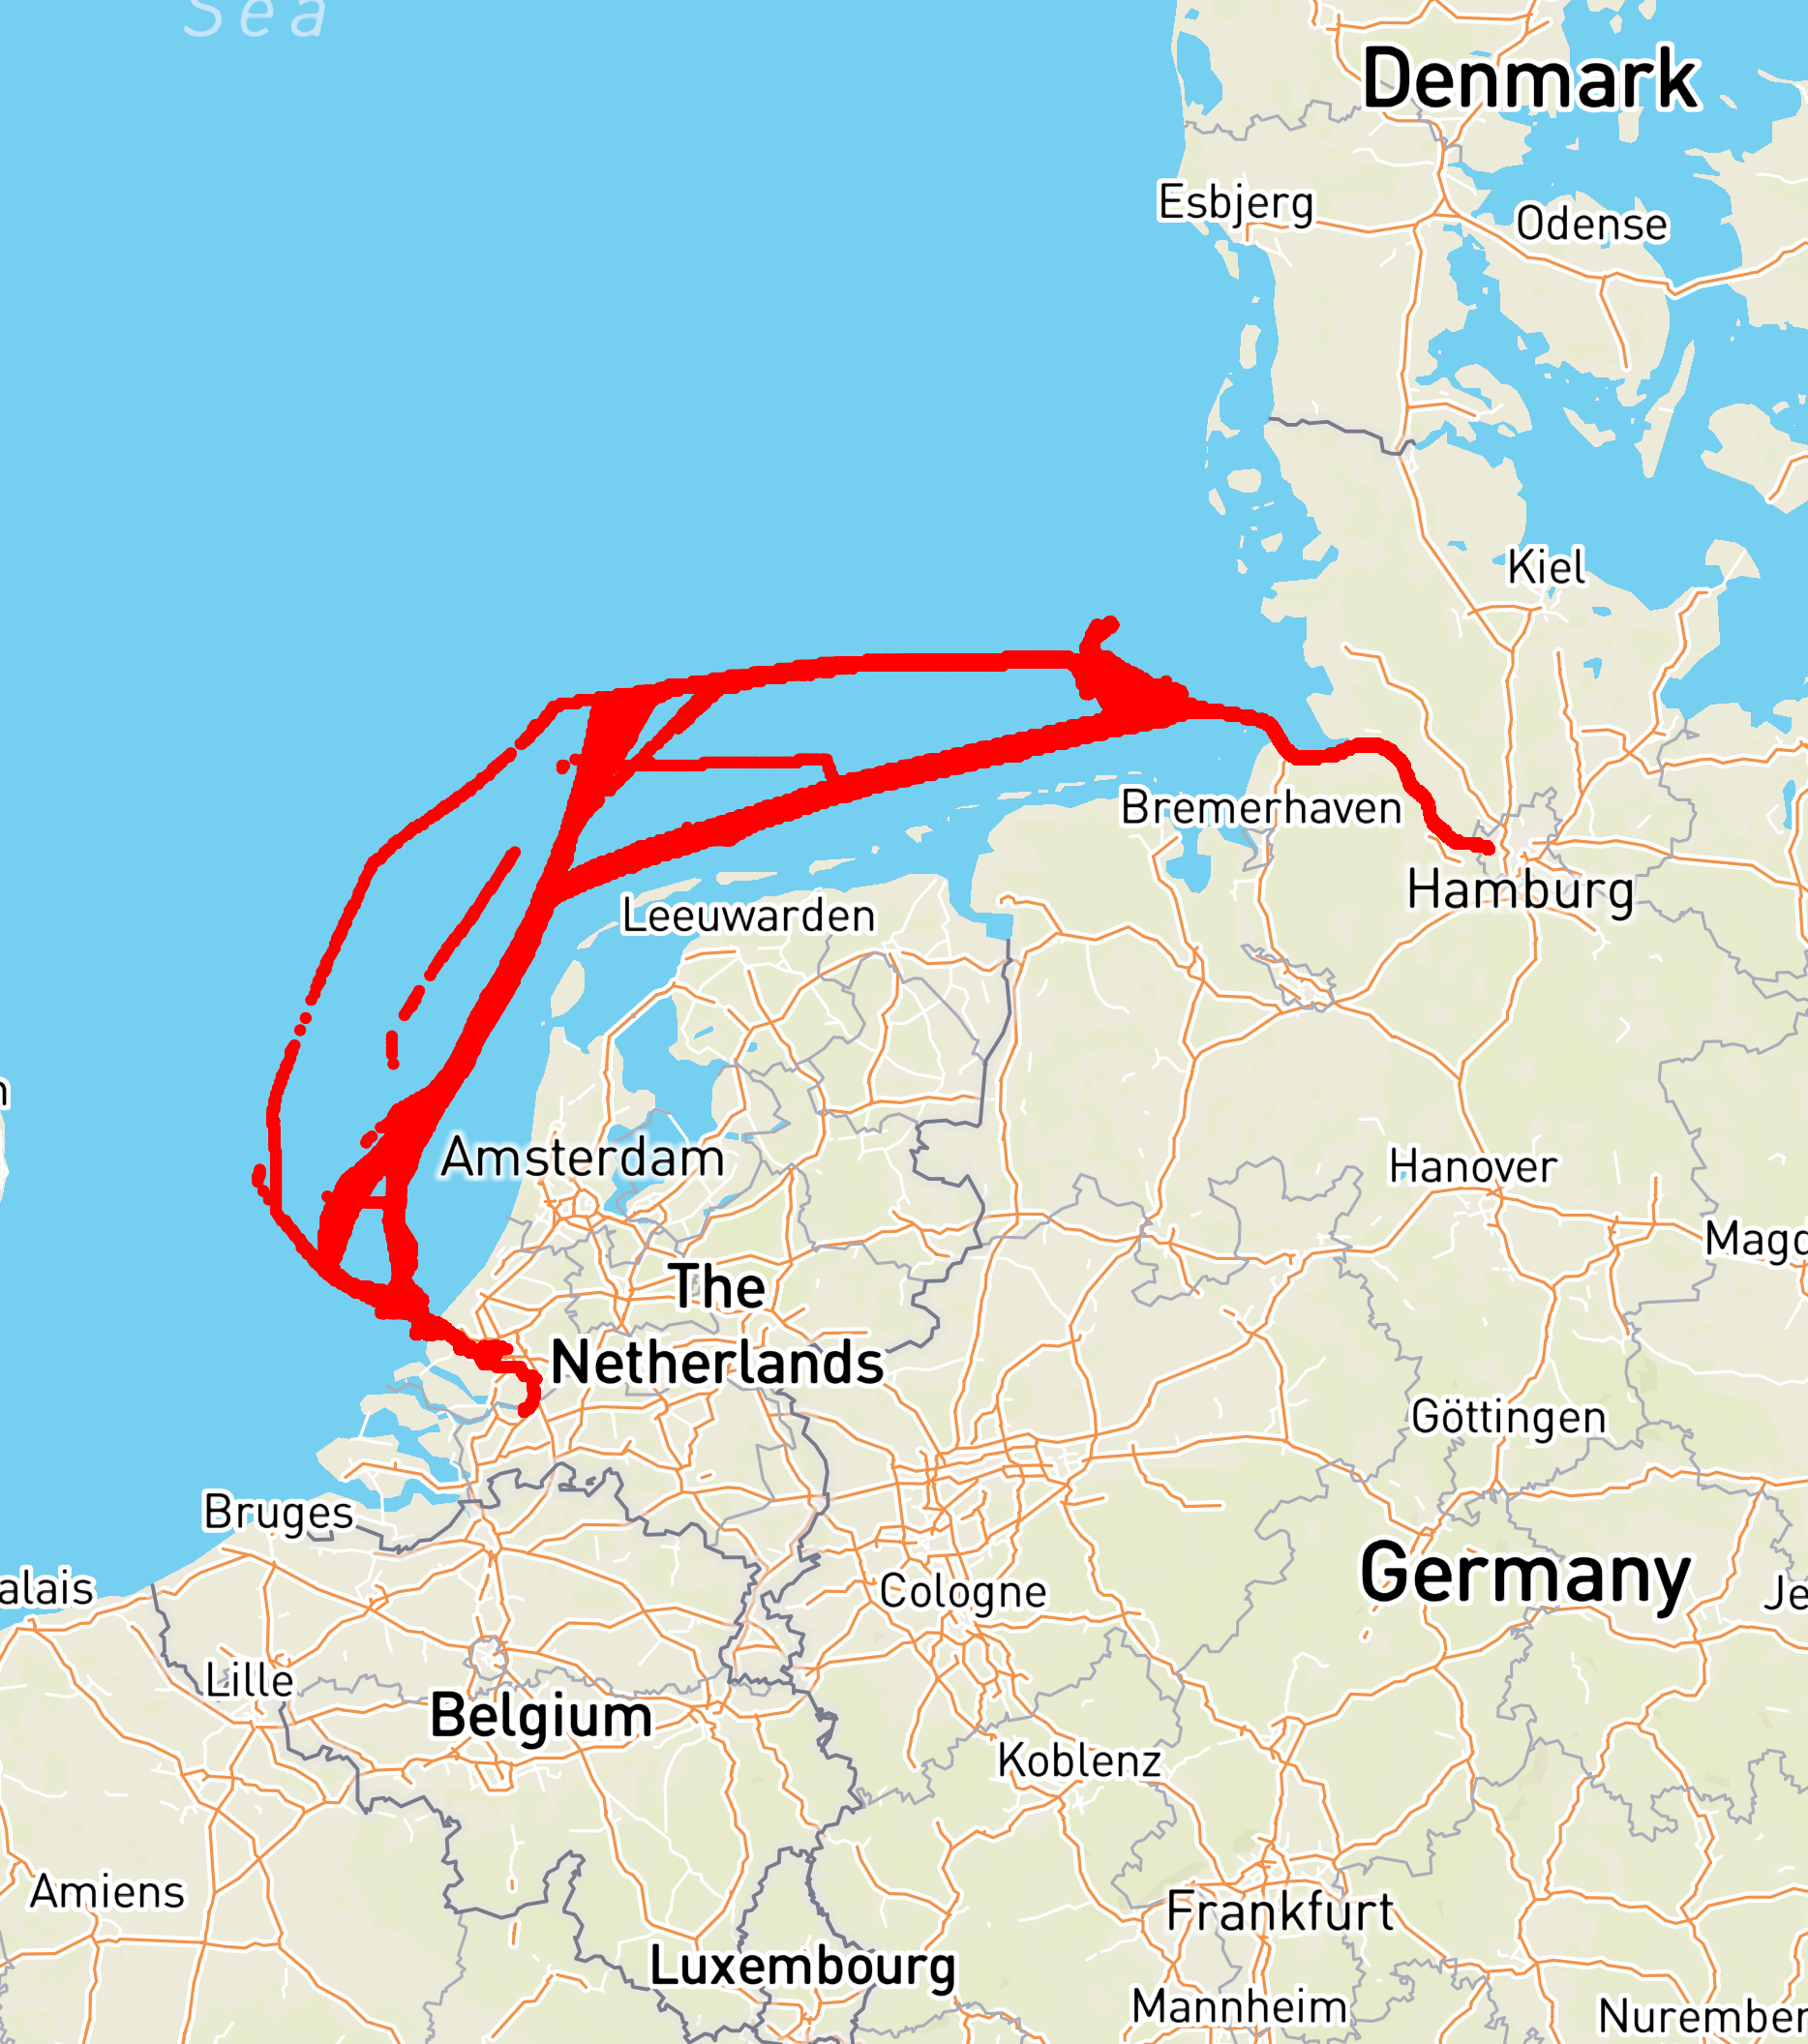 Sea
Denmark
Esbjerg
Odense
Kiel
Bremerhaven
Hamburg
Leeuwarden
Amsterdam
Hanover
Magd
The
Netherlands
Göttingen
Bruges
alais
Cologne
Germany
Je
Lille
Belgium
Koblenz
Amiens
Frankfurt
Luxembourg
Mannheim
Nurember